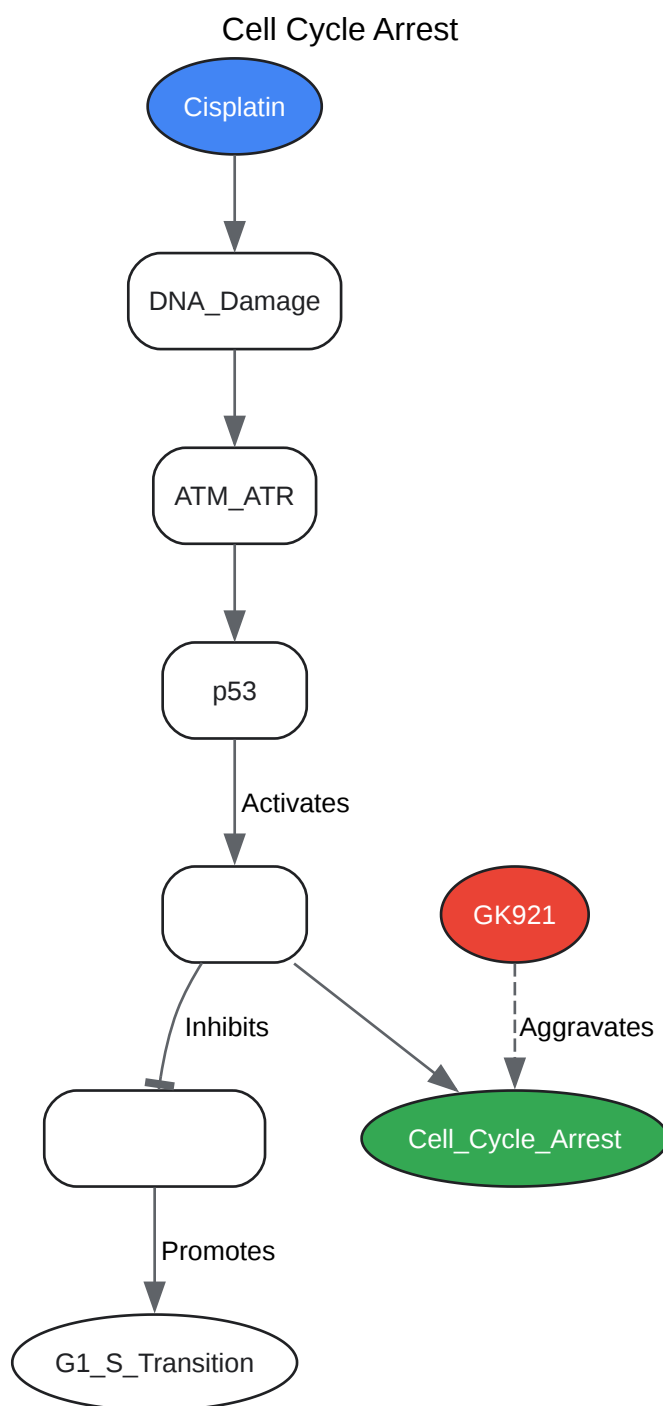 Cell Cycle Arrest
Cisplatin
DNA_Damage
ATM_ATR
p53
Activates
GK921
Inhibits
Aggravates
Cell_Cycle_Arrest
Promotes
G1_S_Transition